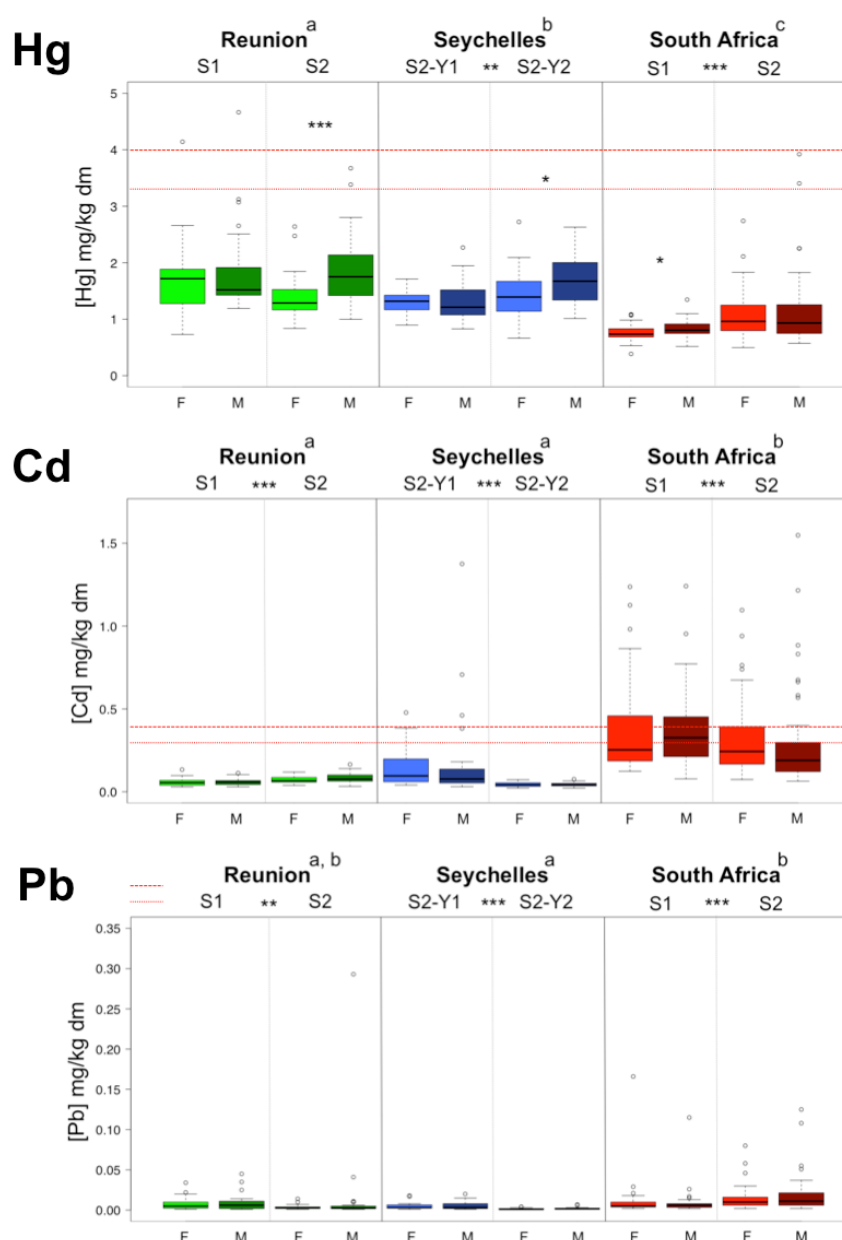 Hg
Reunion a Seychelles b South Africa c
S1 S2 S2-Y1 ** S2-Y2 S1 *** S2
[Hg] mg/kg dm
5
4
3
2
1
0
***
*
*
F M F M F M F M F M F M
Cd
Reunion a Seychelles a South Africa b
S1 *** S2 S2-Y1 *** S2-Y2 S1 *** S2
[Cd] mg/kg dm
1.5
1.0
0.5
0.0
F M F M F M F M F M F M
Pb
Reunion a, b Seychelles a South Africa b
S1 ** S2 S2-Y1 *** S2-Y2 S1 *** S2
[Pb] mg/kg dm
0.35
0.30
0.25
0.20
0.15
0.10
0.05
0.00
F M F M F M F M F M F M